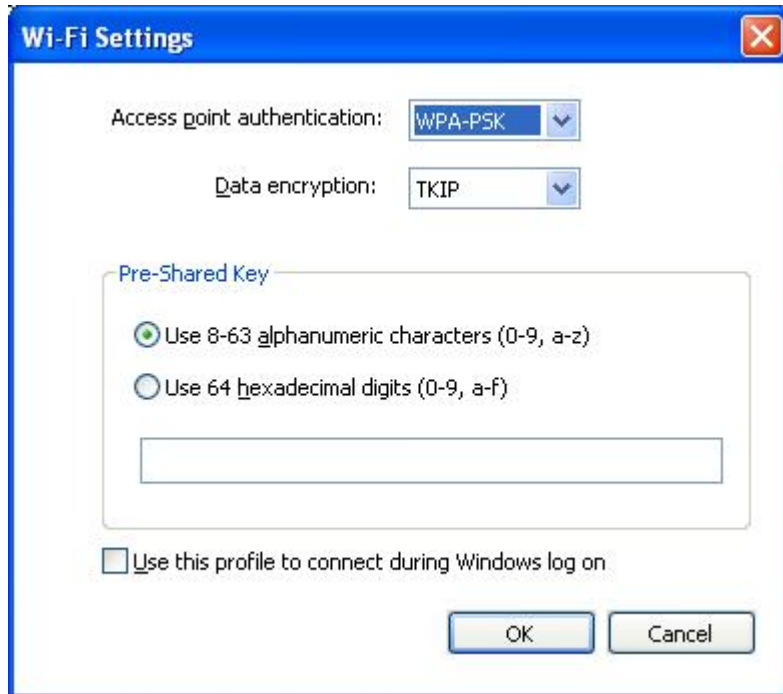 Wi-Fi Settings
Access point authentication: WPA-PSK
Data encryption: TKIP
Pre-Shared Key
Use 8-63 alphanumeric characters (0-9, a-z)
Use 64 hexadecimal digits (0-9, a-f)
Use this profile to connect during Windows log on
OK Cancel